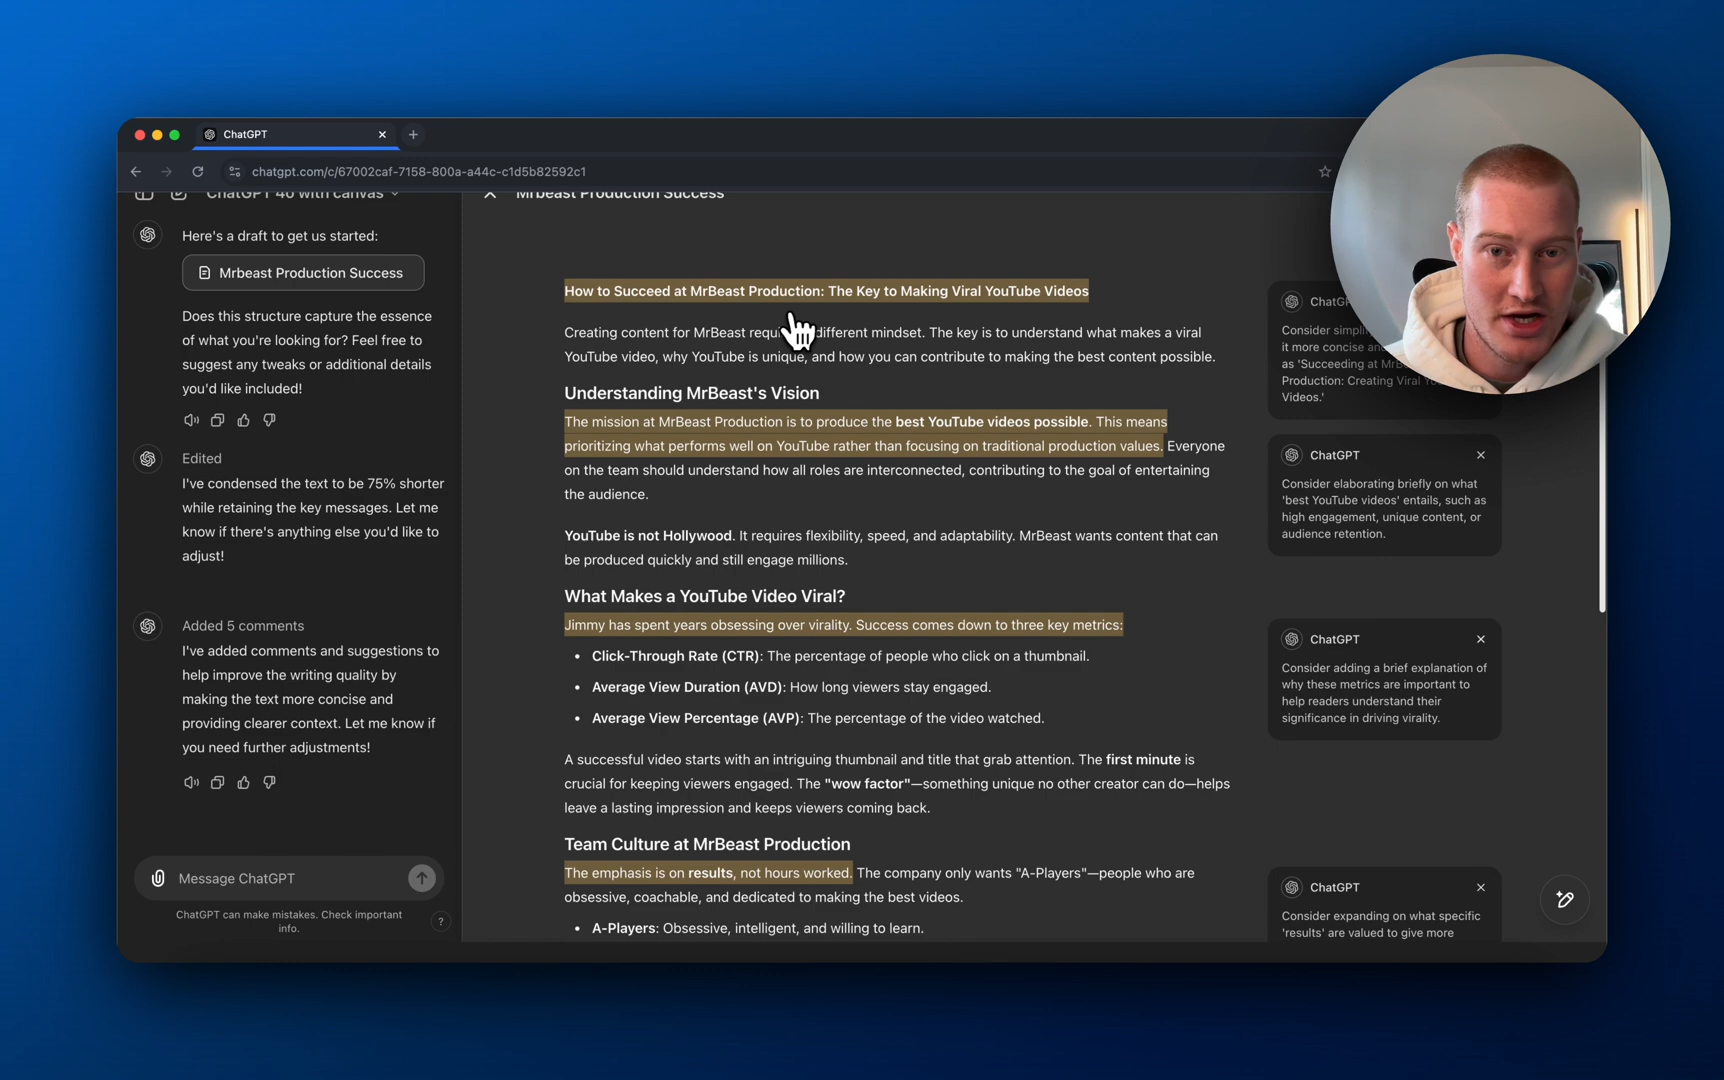 ChatGPT
chatgpt.com/c/67002caf-7158-800a-a44c-c1d5b82592c1
ChatGPT 4o with canvas
Mrbeast Production Success
Here's a draft to get us started:
Mrbeast Production Success
Does this structure capture the essence
of what you're looking for? Feel free to
suggest any tweaks or additional details
you'd like included!
Edited
I've condensed the text to be 75% shorter
while retaining the key messages. Let me
know if there's anything else you'd like to
adjust!
Added 5 comments
I've added comments and suggestions to
help improve the writing quality by
making the text more concise and
providing clearer context. Let me know if
you need further adjustments!
Message ChatGPT
ChatGPT can make mistakes. Check important
info.
?
How to Succeed at MrBeast Production: The Key to Making Viral YouTube Videos
Creating content for MrBeast different mindset. The key is to understand what makes a viral
YouTube video, why YouTube is unique, and how you can contribute to making the best content possible.
Understanding MrBeast's Vision
The mission at MrBeast Production is to produce the best YouTube videos possible. This means
prioritizing what performs well on YouTube rather than focusing on traditional production values. Everyone
on the team should understand how all roles are interconnected, contributing to the goal of entertaining
the audience.
YouTube is not Hollywood. It requires flexibility, speed, and adaptability. MrBeast wants content that can
be produced quickly and still engage millions.
What Makes a YouTube Video Viral?
Jimmy has spent years obsessing over virality. Success comes down to three key metrics:
• Click-Through Rate (CTR): The percentage of people who click on a thumbnail.
• Average View Duration (AVD): How long viewers stay engaged.
• Average View Percentage (AVP): The percentage of the video watched.
A successful video starts with an intriguing thumbnail and title that grab attention. The first minute is
crucial for keeping viewers engaged. The "wow factor"—something unique no other creator can do—helps
leave a lasting impression and keeps viewers coming back.
Team Culture at MrBeast Production
The emphasis is on results, not hours worked. The company only wants "A-Players"—people who are
obsessive, coachable, and dedicated to making the best videos.
• A-Players: Obsessive, intelligent, and willing to learn.
Consider
it more concise and
as 'Succeeding at
Production: Creating Viral
Videos.'
ChatGPT
Consider elaborating briefly on what
'best YouTube videos' entails, such as
high engagement, unique content, or
audience retention.
ChatGPT
Consider adding a brief explanation of
why these metrics are important to
help readers understand their
significance in driving virality.
ChatGPT
Consider expanding on what specific
'results' are valued to give more